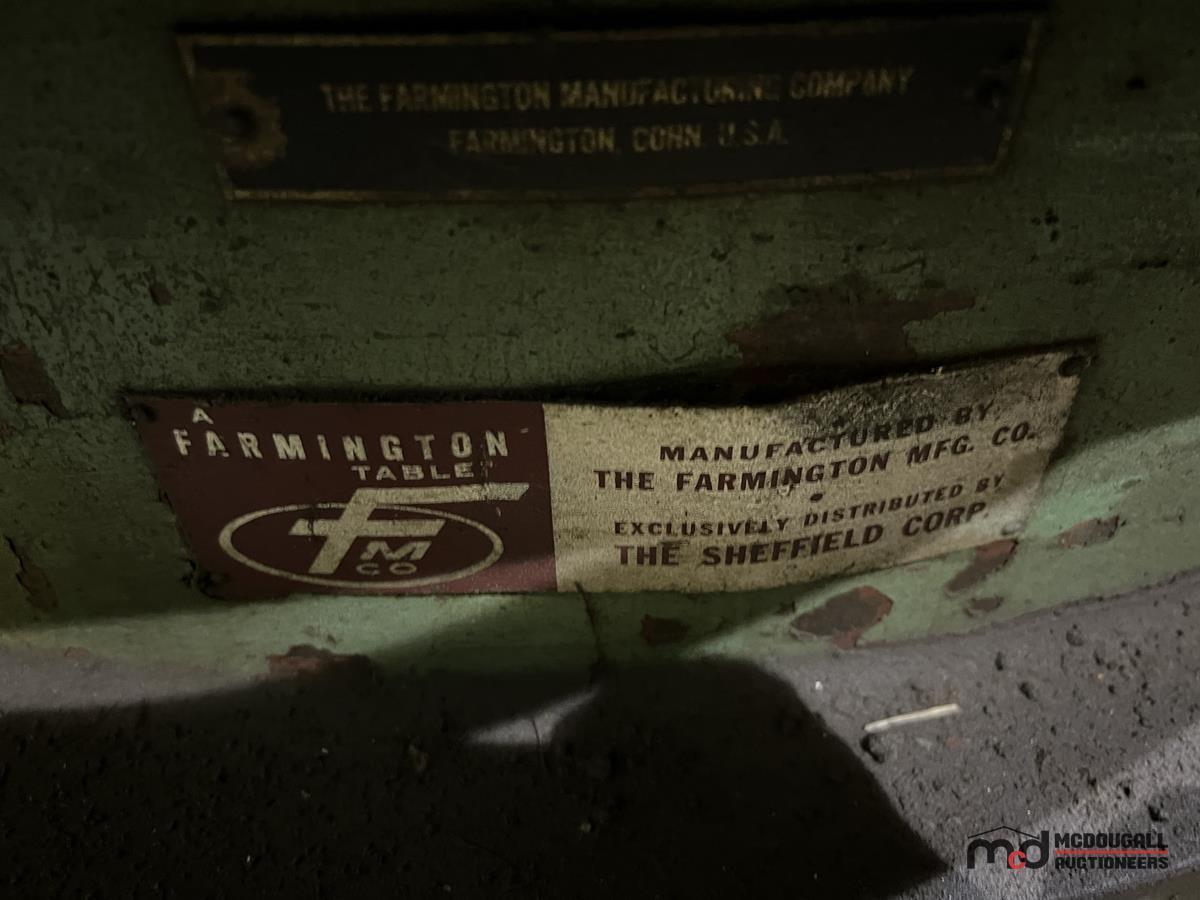 THE FARMINGTON MANUFACTURING COMPANY
FARMINGTON, CONN. U.S.A.
A
FARMINGTON
TABLE
F M
CO
MANUFACTURED BY
THE FARMINGTON MFG. CO.
EXCLUSIVELY DISTRIBUTED BY
THE SHEFFIELD CORP.
mcd MCDOUGALL
AUCTIONEERS